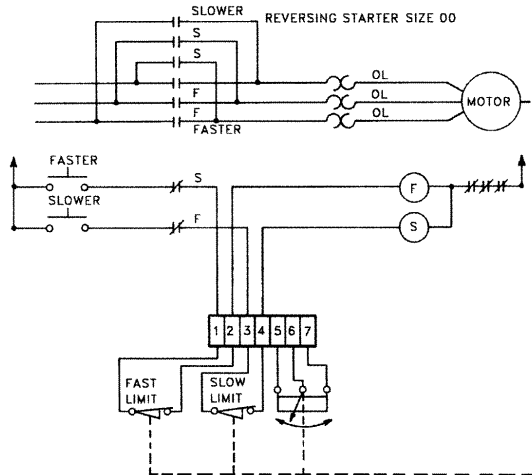 SLOWER
REVERSING STARTER SIZE 00
S
S
F
F
FASTER
OL
OL
OL
MOTOR
FASTER
S
F
SLOWER
F
S
1 2 3 4 5 6 7
FAST
LIMIT
SLOW
LIMIT